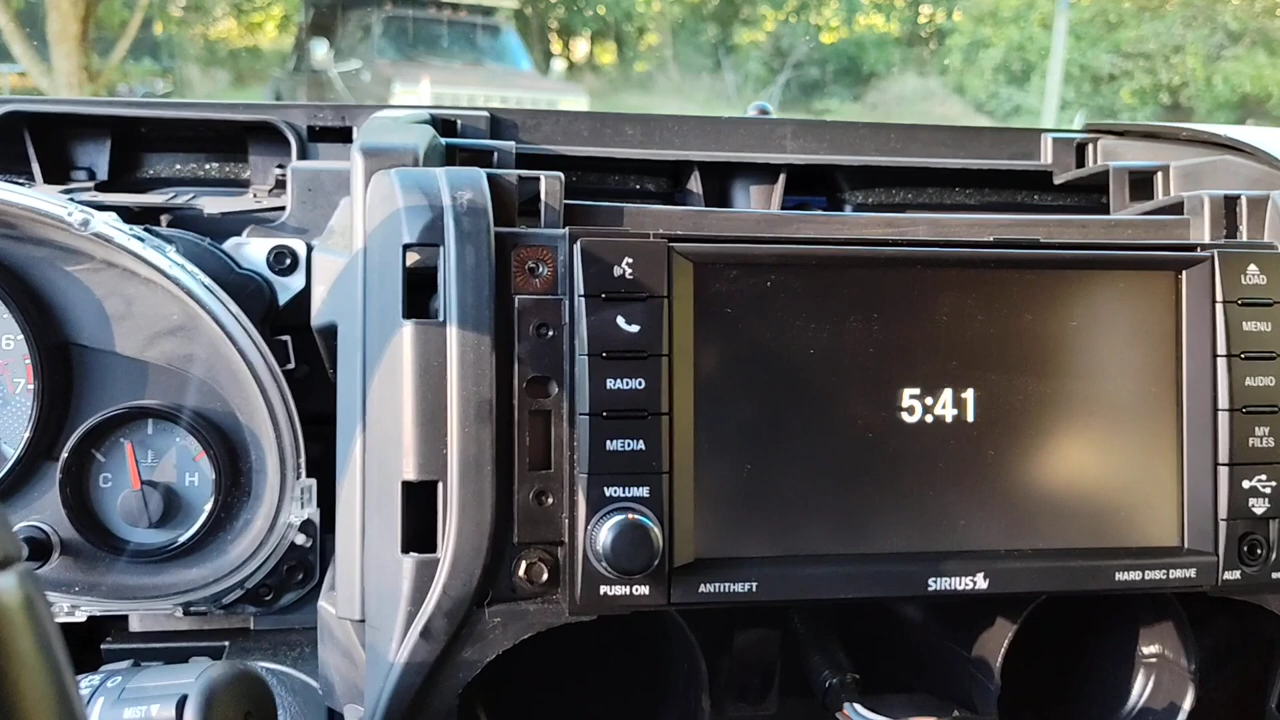 6
7
C
H
MIST
RADIO
MEDIA
VOLUME
PUSH ON
5:41
ANTITHEFT
SIRIUS
HARD DISC DRIVE
LOAD
MENU
AUDIO
MY
FILES
PULL
AUX